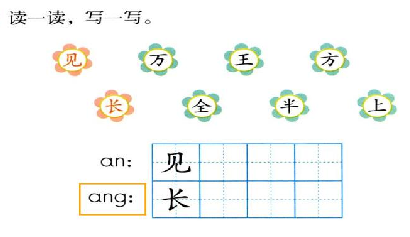 读一读，写一写。
见 万 王 方
长 全 半 上
an： 见
ang： 长